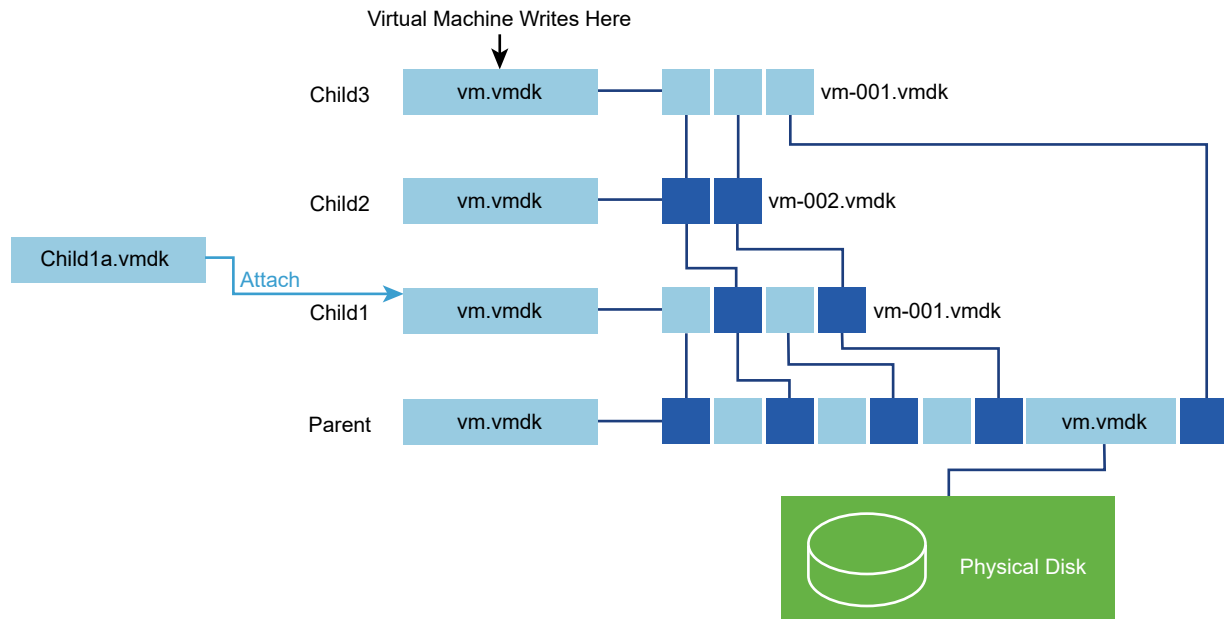 Virtual Machine Writes Here
Child3
vm.vmdk
vm-001.vmdk
Child2
vm.vmdk
vm-002.vmdk
Child1a.vmdk
Attach
Child1
vm.vmdk
vm-001.vmdk
Parent
vm.vmdk
vm.vmdk
Physical Disk